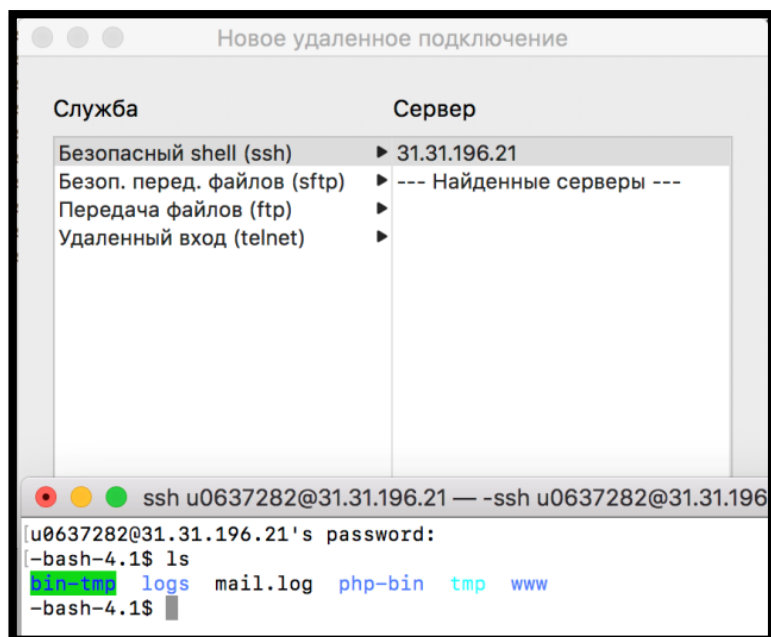 Новое удаленное подключение
Служба Сервер
Безопасный shell (ssh) 31.31.196.21
Безоп. перед. файлов (sftp) --- Найденные серверы ---
Передача файлов (ftp)
Удаленный вход (telnet)
ssh u0637282@31.31.196.21 — -ssh u0637282@31.31.196
[u0637282@31.31.196.21's password:
[-bash-4.1$ ls
bin-tmp logs mail.log php-bin tmp www
-bash-4.1$